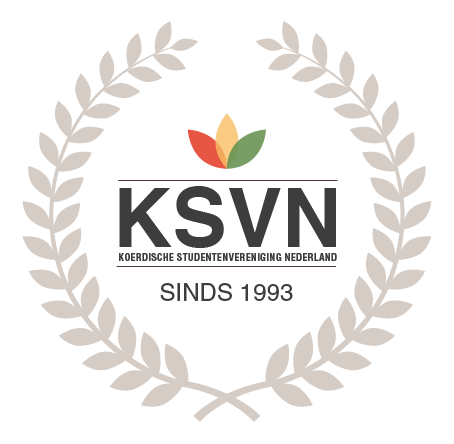 KSVN
KOERDISCHE STUDENTENVERENIGING NEDERLAND
SINDS 1993